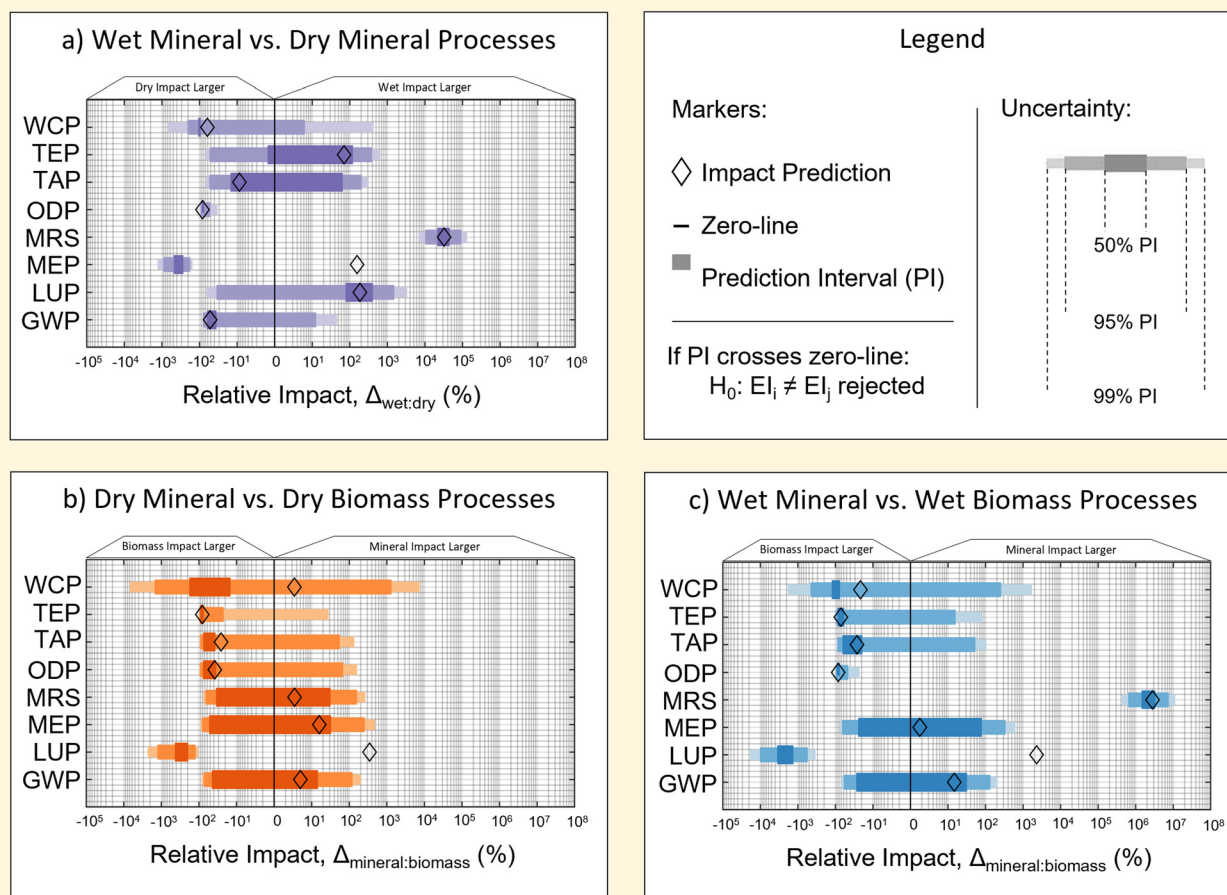 a) Wet Mineral vs. Dry Mineral Processes
Dry Impact Larger
Wet Impact Larger
WCP
TEP
TAP
ODP
MRS
MEP
LUP
GWP
-10⁵ -10⁴ -10³ -10² -10¹ 0 10¹ 10² 10³ 10⁴ 10⁵ 10⁶ 10⁷ 10⁸
Relative Impact, Δwet:dry (%)
Legend
Markers:
Impact Prediction
Zero-line
Prediction Interval (PI)
If PI crosses zero-line:
H₀: EIᵢ ≠ EIⱼ rejected
Uncertainty:
50% PI
95% PI
99% PI
b) Dry Mineral vs. Dry Biomass Processes
Biomass Impact Larger
Mineral Impact Larger
WCP
TEP
TAP
ODP
MRS
MEP
LUP
GWP
-10⁵ -10⁴ -10³ -10² -10¹ 0 10¹ 10² 10³ 10⁴ 10⁵ 10⁶ 10⁷ 10⁸
Relative Impact, Δmineral:biomass (%)
c) Wet Mineral vs. Wet Biomass Processes
Biomass Impact Larger
Mineral Impact Larger
WCP
TEP
TAP
ODP
MRS
MEP
LUP
GWP
-10⁵ -10⁴ -10³ -10² -10¹ 0 10¹ 10² 10³ 10⁴ 10⁵ 10⁶ 10⁷ 10⁸
Relative Impact, Δmineral:biomass (%)